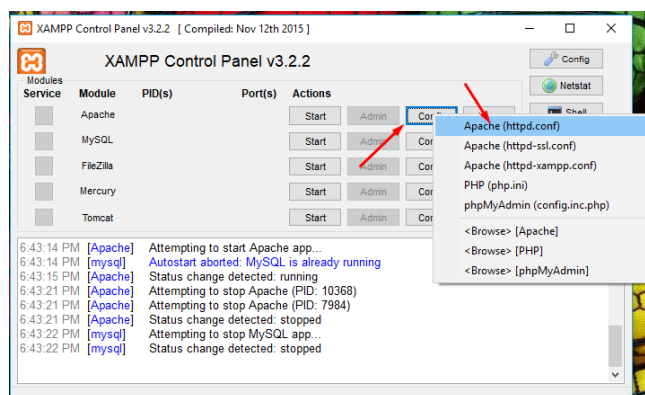 XAMPP Control Panel v3.2.2 [ Compiled: Nov 12th 2015 ]
XAMPP Control Panel v3.2.2
Config
Modules
Netstat
Service Module PID(s) Port(s) Actions
Shell
Apache Start Admin
MySQL Start Admin
FileZilla Start Admin
Mercury Start Admin
Tomcat Start Admin
Apache (httpd.conf)
Apache (httpd-ssl.conf)
Apache (httpd-xampp.conf)
PHP (php.ini)
phpMyAdmin (config.inc.php)
<Browse> [Apache]
<Browse> [PHP]
<Browse> [phpMyAdmin]
6:43:14 PM [Apache] Attempting to start Apache app...
6:43:14 PM [mysql] Autostart aborted: MySQL is already running
6:43:15 PM [Apache] Status change detected: running
6:43:21 PM [Apache] Attempting to stop Apache (PID: 10368)
6:43:21 PM [Apache] Attempting to stop Apache (PID: 7984)
6:43:21 PM [Apache] Status change detected: stopped
6:43:22 PM [mysql] Attempting to stop MySQL app...
6:43:22 PM [mysql] Status change detected: stopped